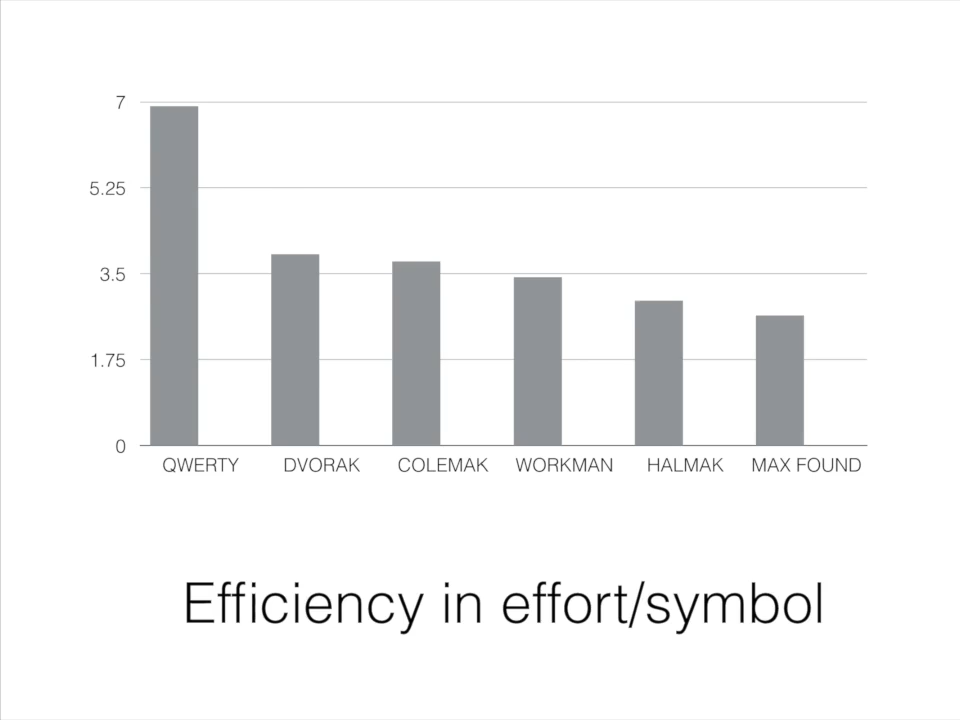 7
5.25
3.5
1.75
0
QWERTY DVORAK COLEMAK WORKMAN HALMAK MAX FOUND
Efficiency in effort/symbol